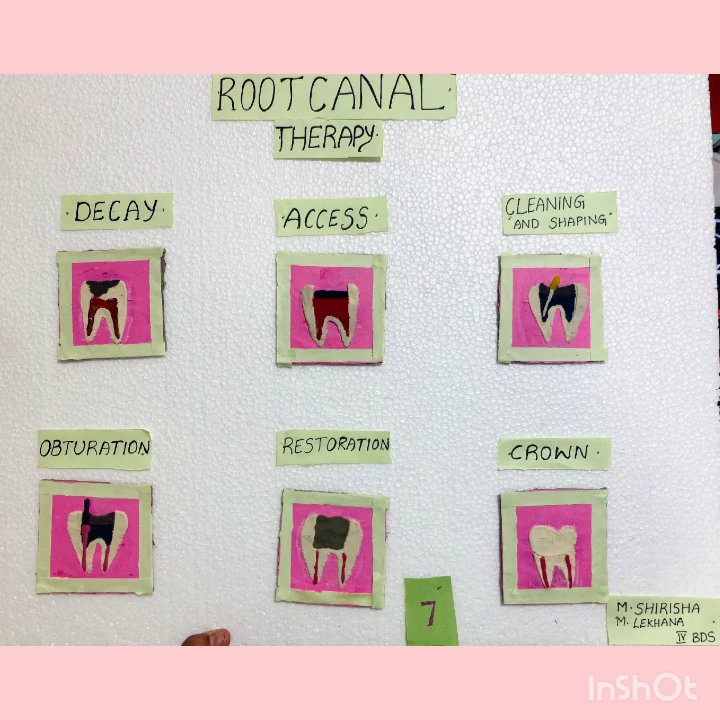 ROOTCANAL
THERAPY.
·DECAY·
·ACCESS·
CLEANING
"AND SHAPING"
OBTURATION
RESTORATION
·CROWN·
7
M·SHIRISHA
M. LEKHANA
IV BDS
InShOt